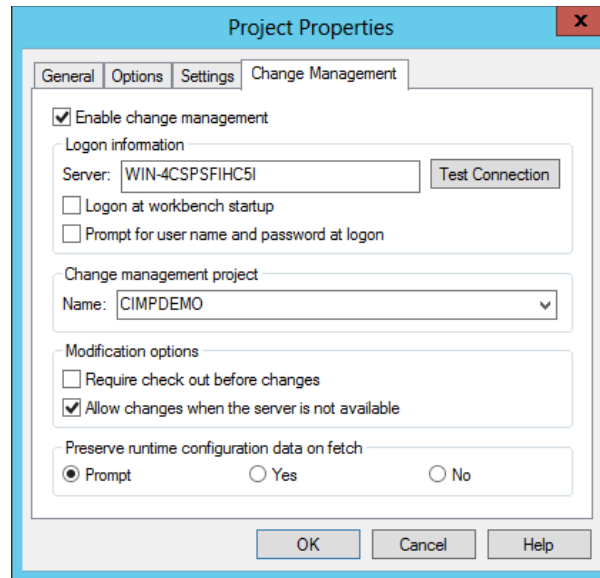 Project Properties
x
General Options Settings Change Management
Enable change management
Logon information
Server: WIN-4CSPSFIHC5I Test Connection
Logon at workbench startup
Prompt for user name and password at logon
Change management project
Name: CIMPDEMO
Modification options
Require check out before changes
Allow changes when the server is not available
Preserve runtime configuration data on fetch
Prompt Yes No
OK Cancel Help